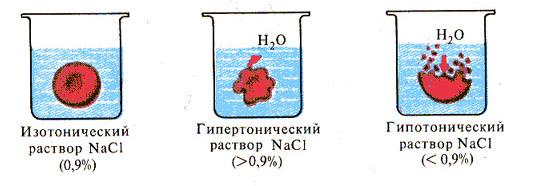 H₂O
H₂O
Изотонический
раствор NaCl
(0,9%)
Гипертонический
раствор NaCl
(>0,9%)
Гипотонический
раствор NaCl
(< 0,9%)